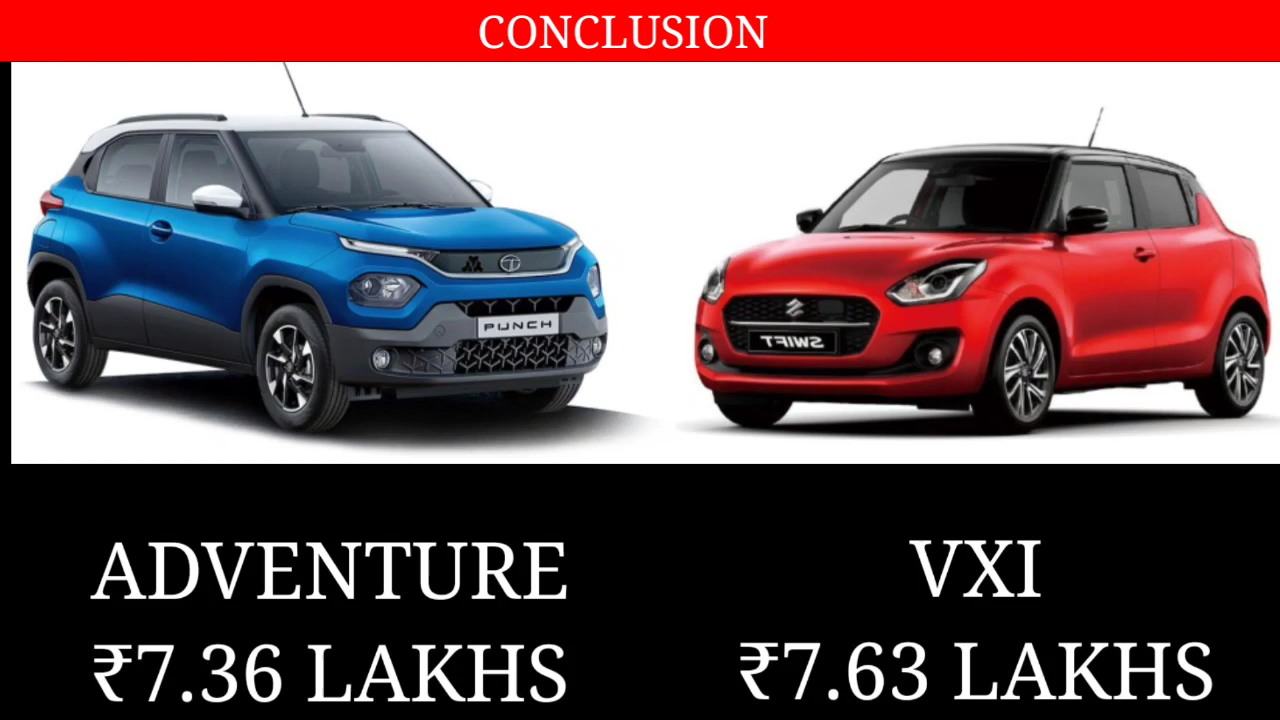 CONCLUSION
PUNCH
SWIFT
ADVENTURE
VXI
₹7.36 LAKHS
₹7.63 LAKHS